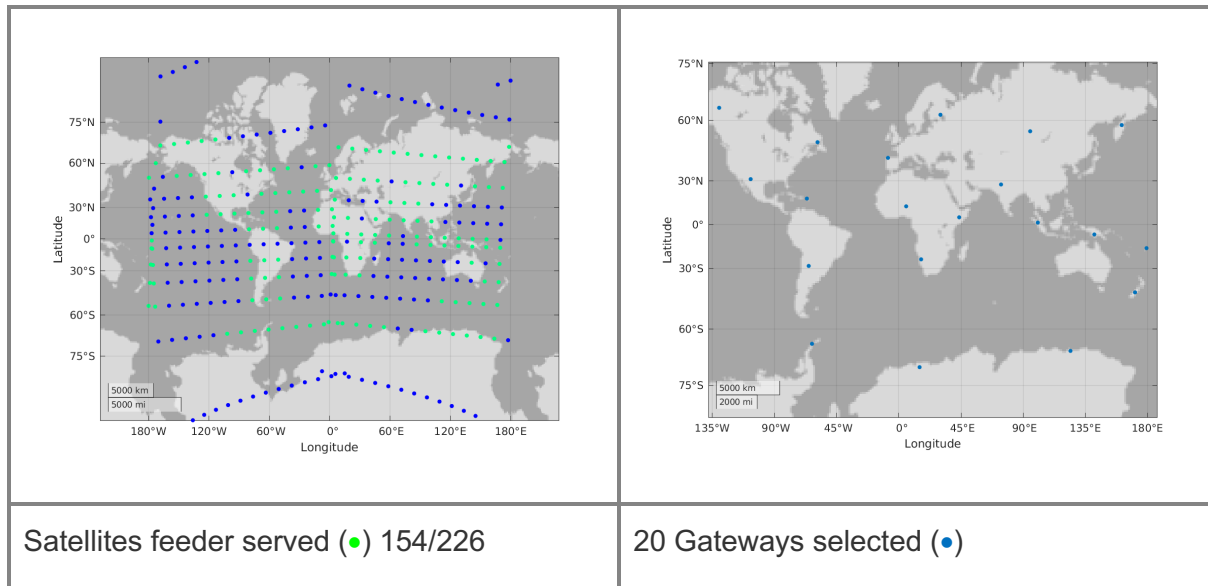 75°N
60°N
30°N
0°
30°S
60°S
75°S
Latitude
5000 km
5000 mi
180°W 120°W 60°W 0° 60°E 120°E 180°E
Longitude
75°N
60°N
30°N
0°
30°S
60°S
75°S
Latitude
5000 km
2000 mi
135°W 90°W 45°W 0° 45°E 90°E 135°E 180°E
Longitude
Satellites feeder served (•) 154/226
20 Gateways selected (•)